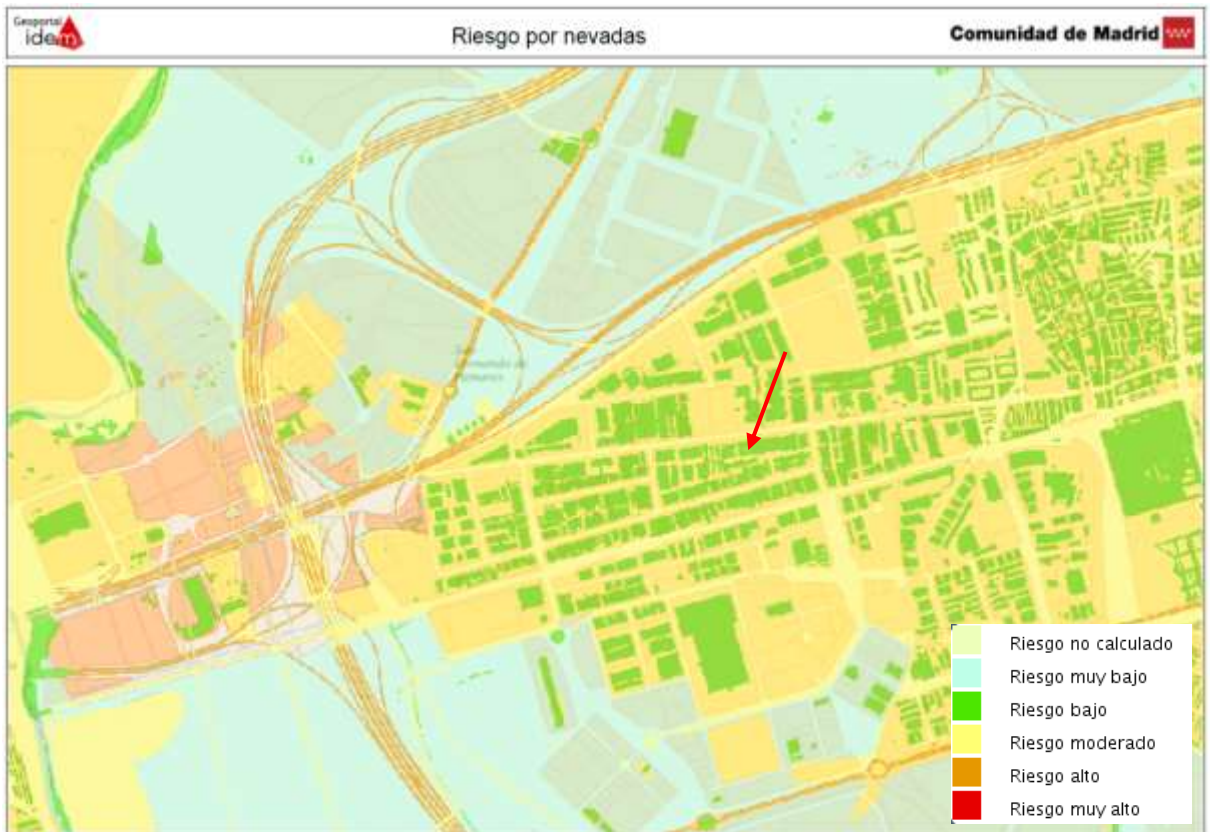 Geoportal
idem
Riesgo por nevadas
Comunidad de Madrid
Riesgo no calculado
Riesgo muy bajo
Riesgo bajo
Riesgo moderado
Riesgo alto
Riesgo muy alto